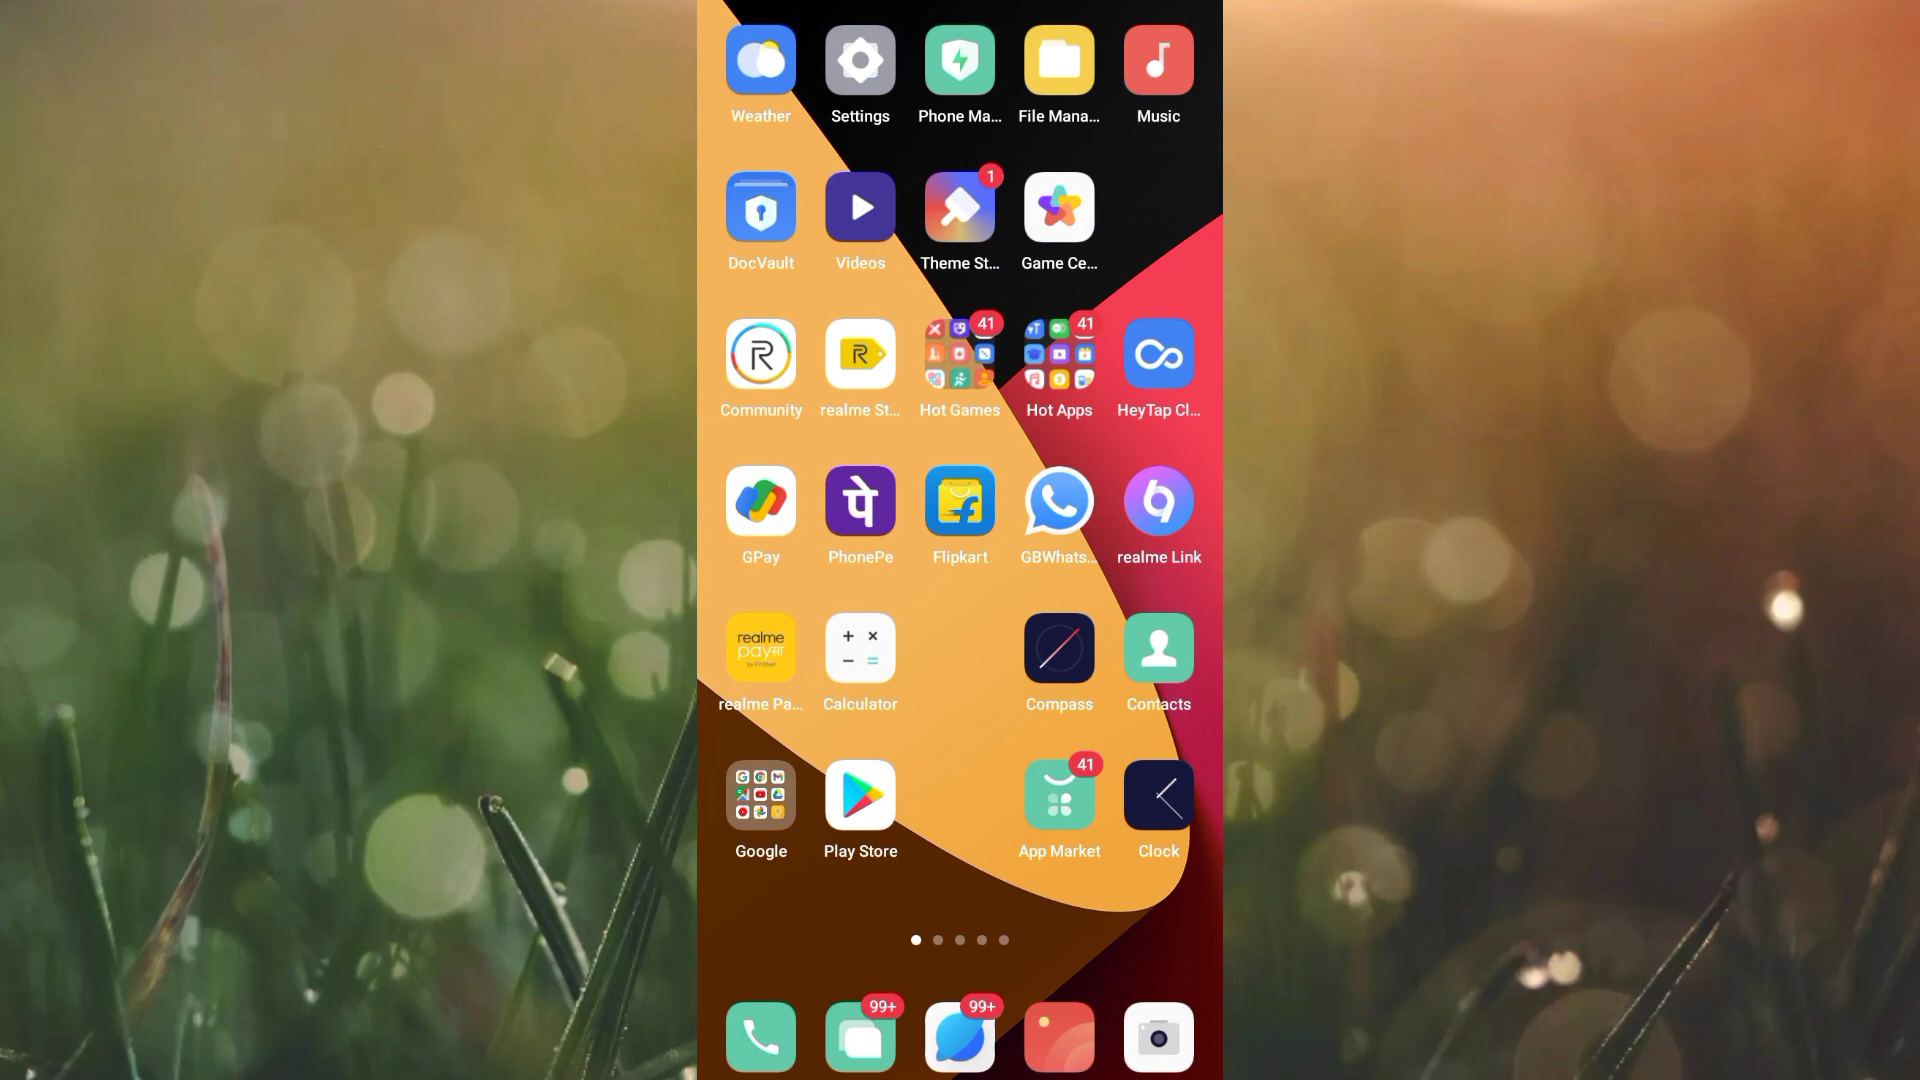 Weather Settings Phone Ma... File Mana... Music
1
DocVault Videos Theme St... Game Ce...
41 41
Community realme St... Hot Games Hot Apps HeyTap Cl...
पे
GPay PhonePe Flipkart GBWhats... realme Link
realme
payसा
realme Pa... Calculator Compass Contacts
41
Google Play Store App Market Clock
99+ 99+